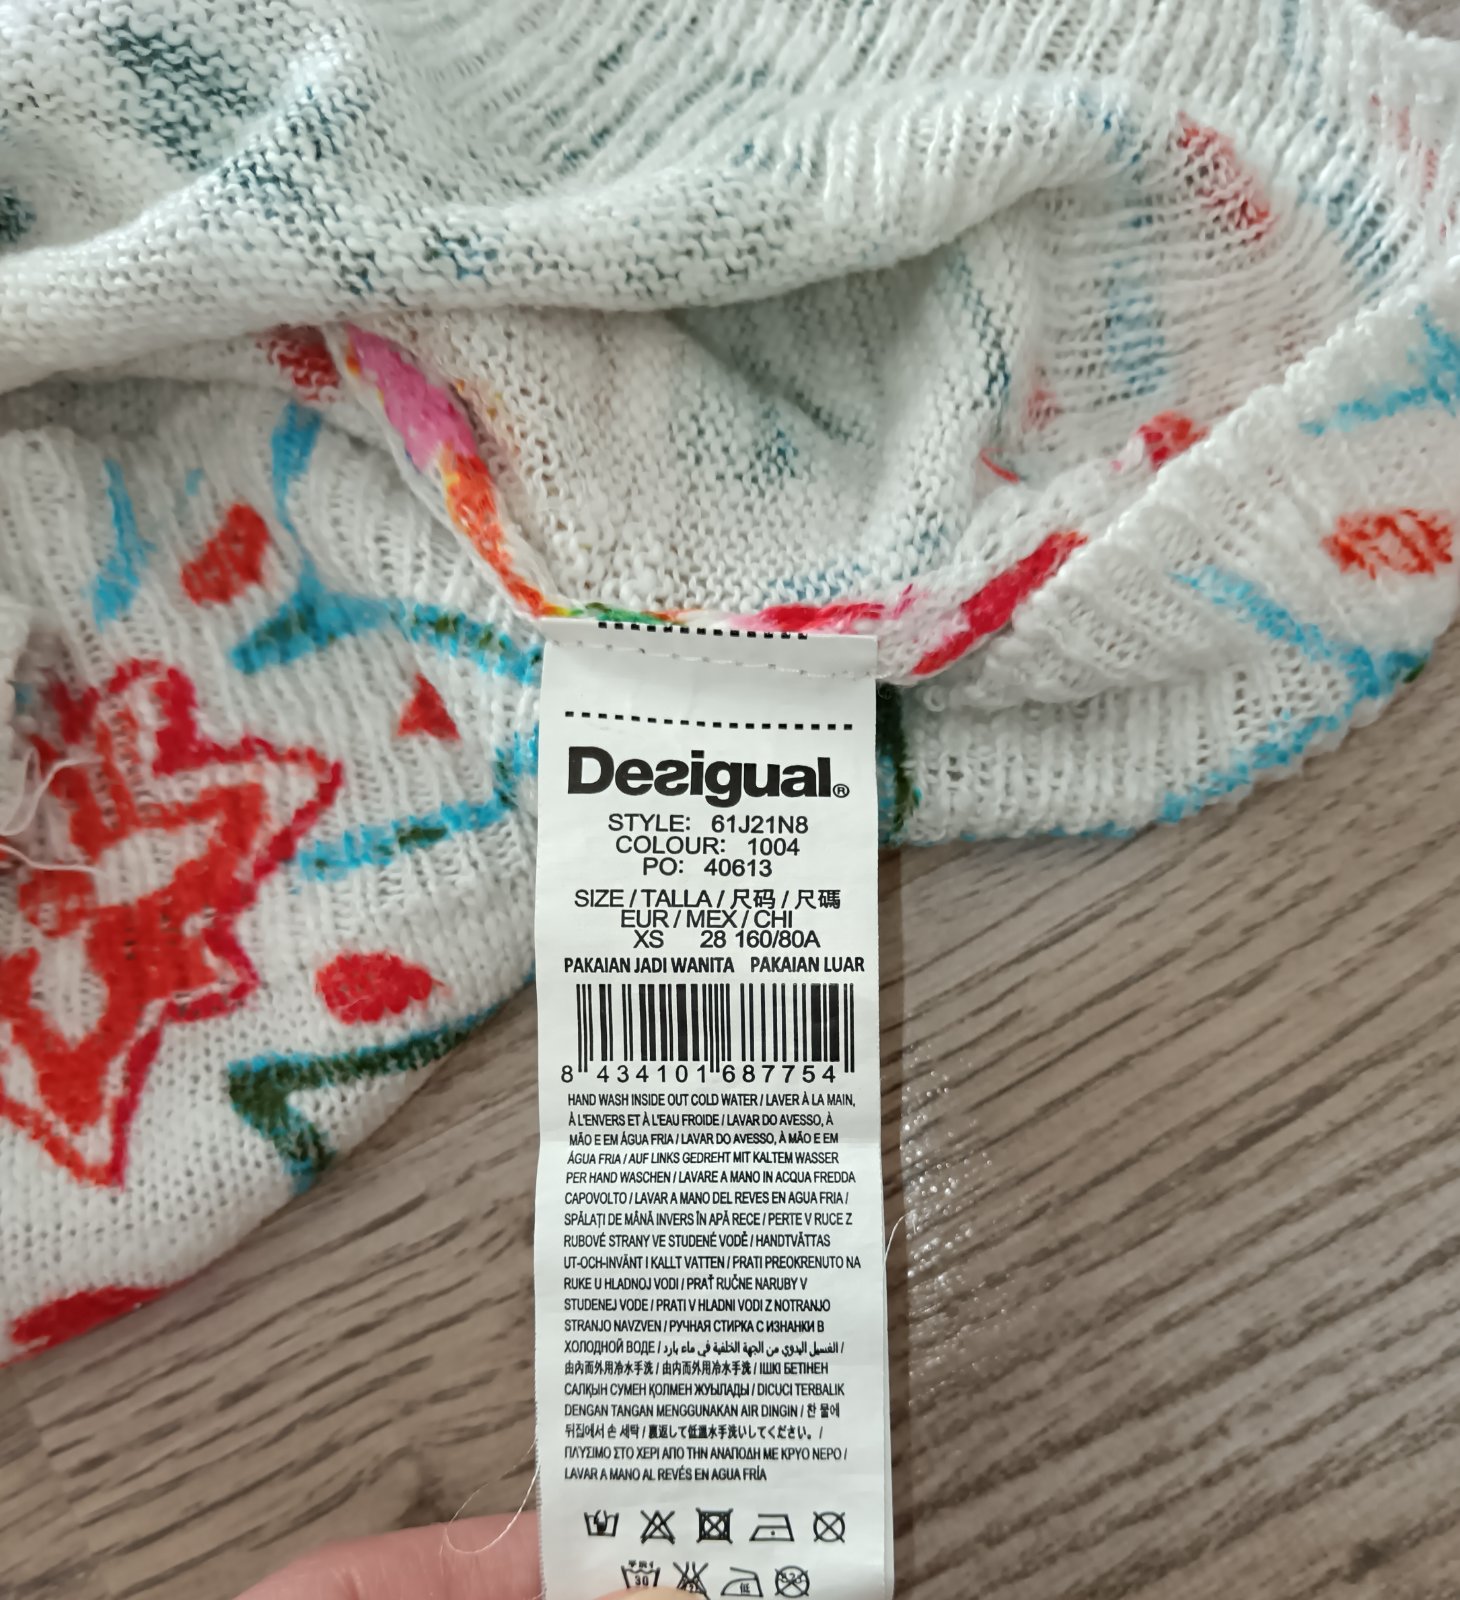 Desigual®
STYLE: 61J21N8
COLOUR: 1004
PO: 40613
SIZE / TALLA / 尺码 / 尺碼
EUR / MEX / CHI
XS 28 160/80A
PAKAIAN JADI WANITA PAKAIAN LUAR
8 434101 687754
HAND WASH INSIDE OUT COLD WATER / LAVER À LA MAIN,
À L'ENVERS ET À L'EAU FROIDE / LAVAR DO AVESSO, À
MÃO E EM ÁGUA FRIA / LAVAR DO AVESSO, À MÃO E EM
ÁGUA FRIA / AUF LINKS GEDREHT MIT KALTEM WASSER
PER HAND WASCHEN / LAVARE A MANO IN ACQUA FREDDA
CAPOVOLTO / LAVAR A MANO DEL REVES EN AGUA FRIA /
SPĂLAȚI DE MÂNĂ INVERS ÎN APĂ RECE / PERTE V RUCE Z
RUBOVÉ STRANY VE STUDENÉ VODĚ / HANDTVÄTTAS
UT-OCH-INVÄNT I KALLT VATTEN / PRATI PREOKRENUTO NA
RUKE U HLADNOJ VODI / PRAŤ RUČNE NARUBY V
STUDENEJ VODE / PRATI V HLADNI VODI Z NOTRANJO
STRANJO NAVZVEN / РУЧНАЯ СТИРКА С ИЗНАНКИ В
ХОЛОДНОЙ ВОДЕ / الغسيل اليدوي من الجهة الخلفية في ماء بارد /
由內而外用冷水手洗 / 由内而外用冷水手洗 / ІШКІ БЕТІНЕН
САЛҚЫН СУМЕН ҚОЛМЕН ЖУЫЛАДЫ / DICUCI TERBALIK
DENGAN TANGAN MENGGUNAKAN AIR DINGIN / 찬 물에
뒤집에서 손 세탁 / 裏返して低温水手洗いしてください。 /
ΠΛΥΣΙΜΟ ΣΤΟ ΧΕΡΙ ΑΠΟ ΤΗΝ ΑΝΑΠΟΔΗ ΜΕ ΚΡΥΟ ΝΕΡΟ /
LAVAR A MANO AL REVÉS EN AGUA FRÍA
30 低